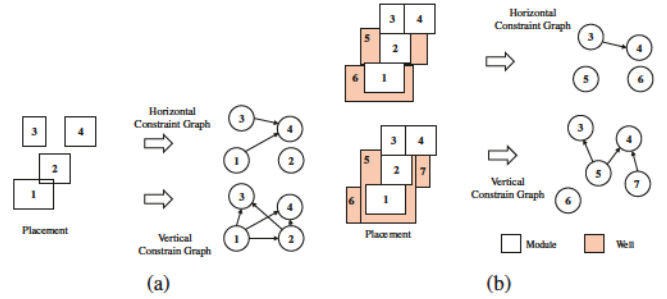 3
4
2
1
Placement
Horizontal
Constraint Graph
3
4
1
2
3
4
1
2
Vertical
Constrain Graph
(a)
3
4
5
2
6
1
Horizontal
Constraint Graph
3
4
5
6
3
4
5
2
7
6
1
Placement
3
4
5
7
6
Vertical
Constrain Graph
Module
Well
(b)